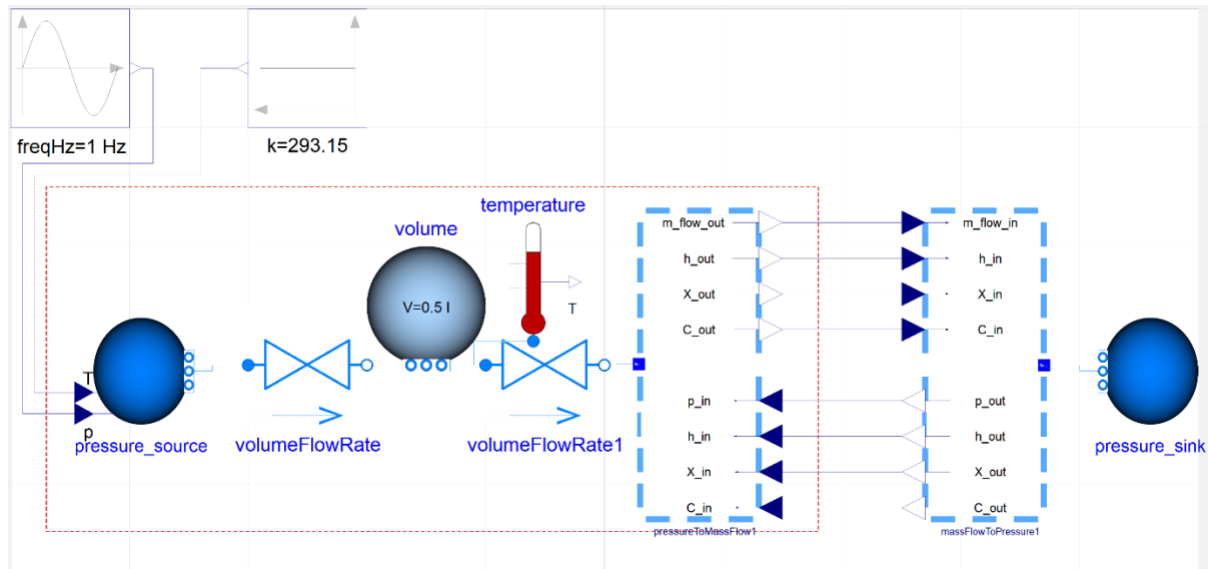 freqHz=1 Hz
k=293.15
temperature
volume
V=0.5 l
T
T
p
pressure_source
volumeFlowRate
volumeFlowRate1
m_flow_out
h_out
X_out
C_out
p_in
h_in
X_in
C_in
pressureToMassFlow1
m_flow_in
h_in
X_in
C_in
p_out
h_out
X_out
C_out
massFlowToPressure1
pressure_sink